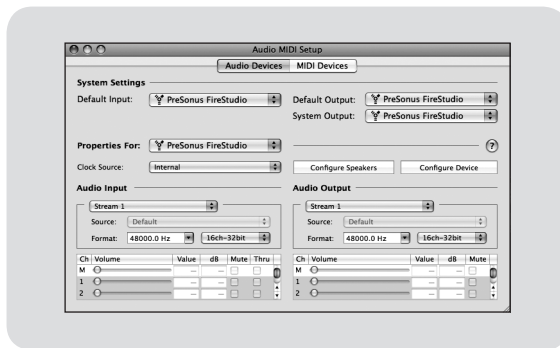 Audio MIDI Setup
Audio Devices MIDI Devices
System Settings
Default Input: PreSonus FireStudio Default Output: PreSonus FireStudio
System Output: PreSonus FireStudio
Properties For: PreSonus FireStudio ?
Clock Source: Internal Configure Speakers Configure Device
Audio Input Audio Output
Stream 1 Stream 1
Source: Default Source: Default
Format: 48000.0 Hz 16ch-32bit Format: 48000.0 Hz 16ch-32bit
Ch Volume Value dB Mute Thru Ch Volume Value dB Mute
M — — M — —
1 — — 1 — —
2 — — 2 — —